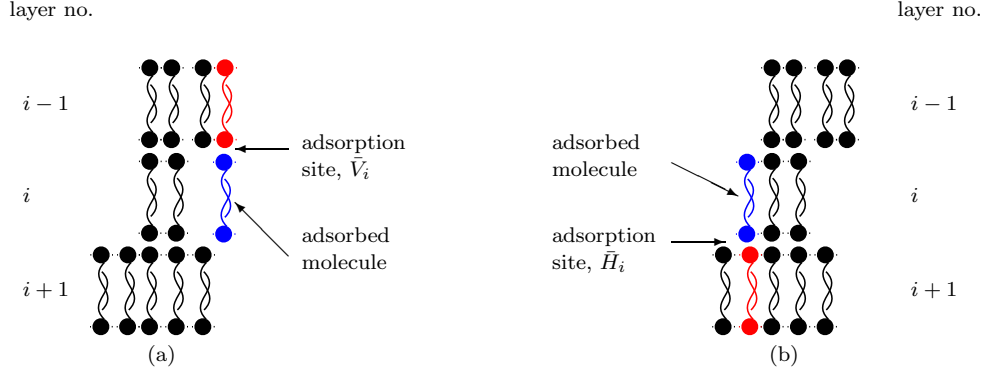 layer no.
layer no.
i − 1
i
i + 1
adsorption
site, V̄ᵢ
adsorbed
molecule
(a)
adsorbed
molecule
adsorption
site, H̄ᵢ
i − 1
i
i + 1
(b)